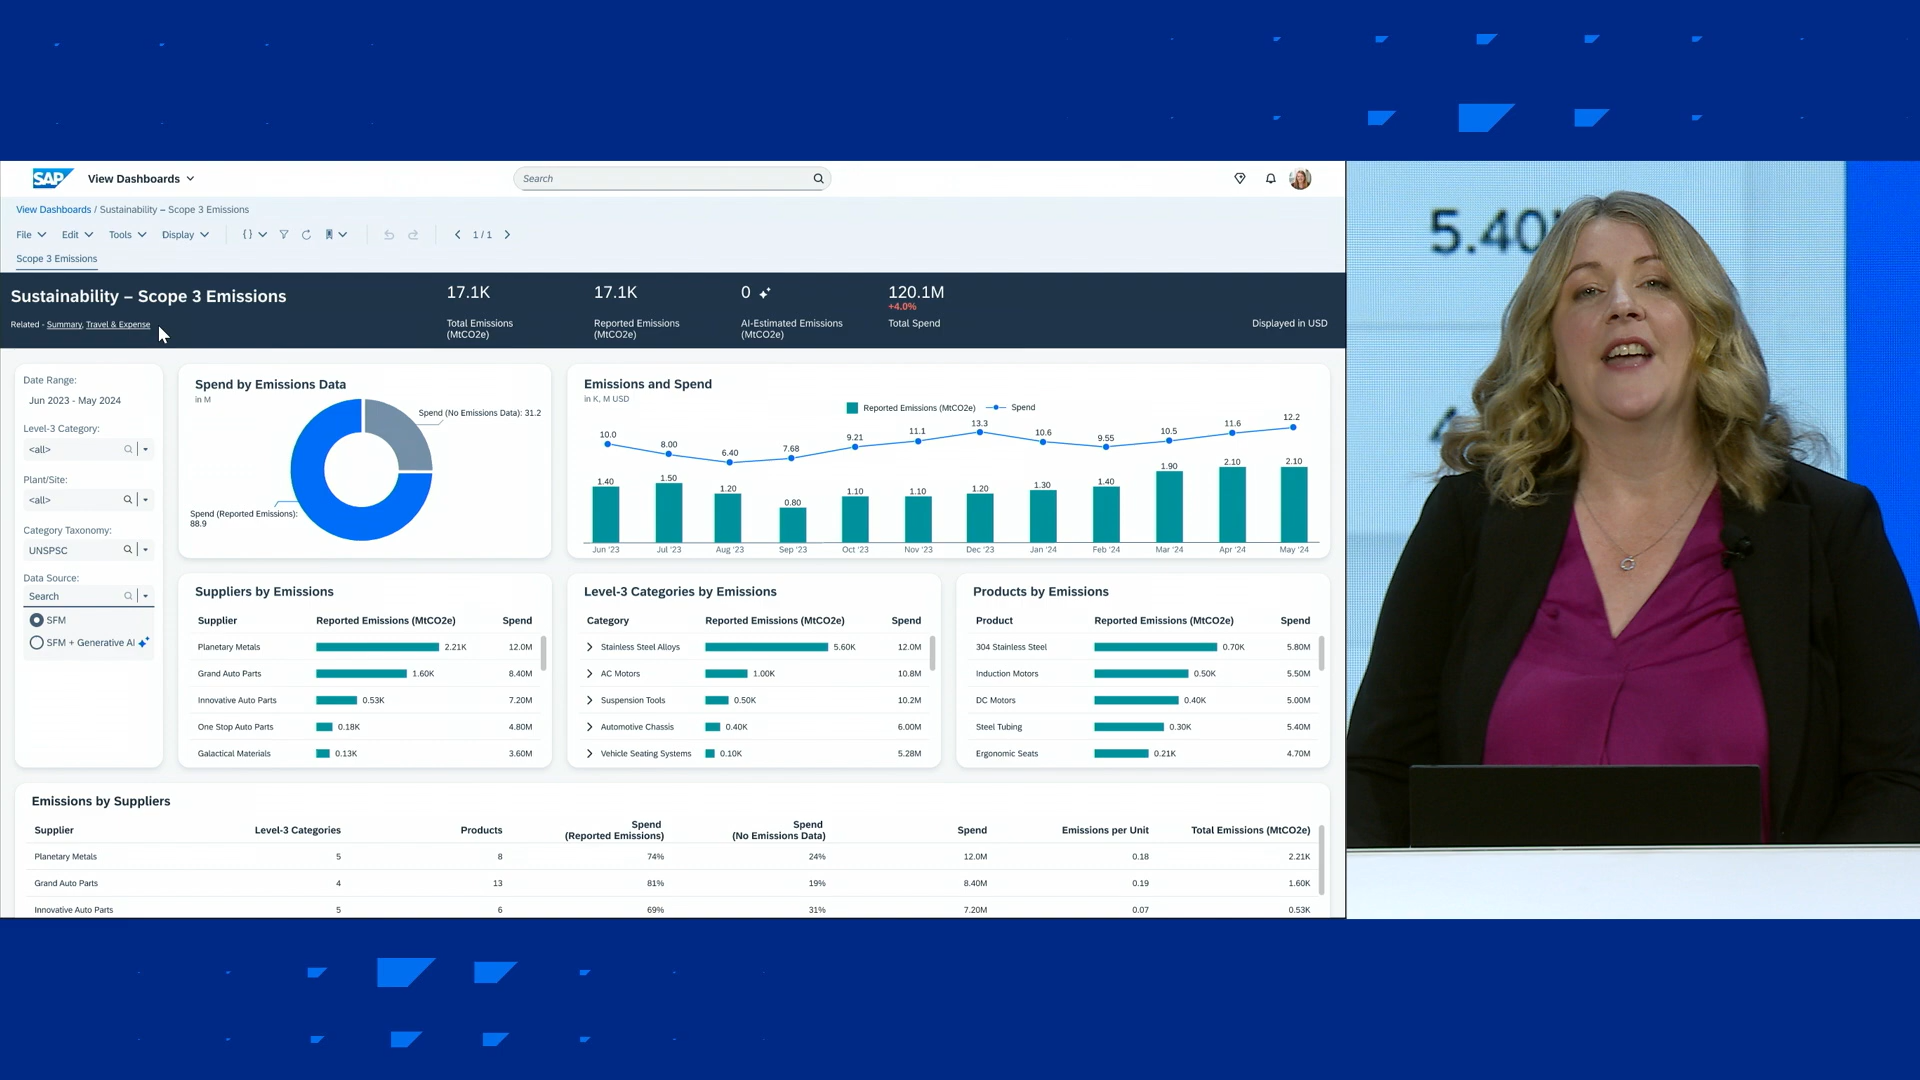 SAP View Dashboards
Search
View Dashboards / Sustainability – Scope 3 Emissions
File Edit Tools Display { } 1 / 1
Scope 3 Emissions
Sustainability – Scope 3 Emissions
Related - Summary, Travel & Expense
17.1K
Total Emissions
(MtCO2e)
17.1K
Reported Emissions
(MtCO2e)
0
AI-Estimated Emissions
(MtCO2e)
120.1M
+4.0%
Total Spend
Displayed in USD
Date Range:
Jun 2023 - May 2024
Level-3 Category:
<all>
Plant/Site:
<all>
Category Taxonomy:
UNSPSC
Data Source:
Search
SFM
SFM + Generative AI
Spend by Emissions Data
in M
Spend (No Emissions Data): 31.2
Spend (Reported Emissions):
88.9
Emissions and Spend
in K, M USD
Reported Emissions (MtCO2e) Spend
10.0 8.00 6.40 7.68 9.21 11.1 13.3 10.6 9.55 10.5 11.6 12.2
1.40 1.50 1.20 0.80 1.10 1.10 1.20 1.30 1.40 1.90 2.10 2.10
Jun '23 Jul '23 Aug '23 Sep '23 Oct '23 Nov '23 Dec '23 Jan '24 Feb '24 Mar '24 Apr '24 May '24
Suppliers by Emissions
Supplier Reported Emissions (MtCO2e) Spend
Planetary Metals 2.21K 12.0M
Grand Auto Parts 1.60K 8.40M
Innovative Auto Parts 0.53K 7.20M
One Stop Auto Parts 0.18K 4.80M
Galactical Materials 0.13K 3.60M
Level-3 Categories by Emissions
Category Reported Emissions (MtCO2e) Spend
Stainless Steel Alloys 5.60K 12.0M
AC Motors 1.00K 10.8M
Suspension Tools 0.50K 10.2M
Automotive Chassis 0.40K 6.00M
Vehicle Seating Systems 0.10K 5.28M
Products by Emissions
Product Reported Emissions (MtCO2e) Spend
304 Stainless Steel 0.70K 5.80M
Induction Motors 0.50K 5.50M
DC Motors 0.40K 5.00M
Steel Tubing 0.30K 5.40M
Ergonomic Seats 0.21K 4.70M
Emissions by Suppliers
Supplier Level-3 Categories Products Spend (Reported Emissions) Spend (No Emissions Data) Spend Emissions per Unit Total Emissions (MtCO2e)
Planetary Metals 5 8 74% 24% 12.0M 0.18 2.21K
Grand Auto Parts 4 13 81% 19% 8.40M 0.19 1.60K
Innovative Auto Parts 5 6 69% 31% 7.20M 0.07 0.53K
5.40